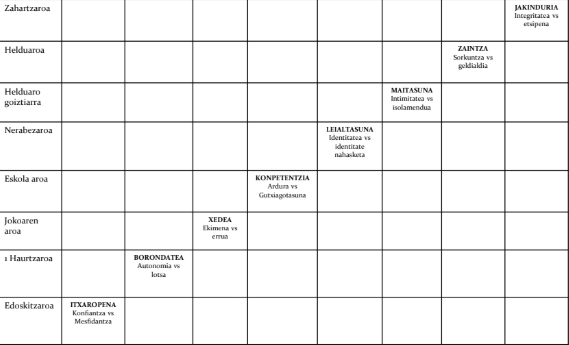 Zahartzaroa
JAKINDURIA
Integritatea vs
etsipena
Helduaroa
ZAINTZA
Sorkuntza vs
geldialdia
Helduaro
goiztiarra
MAITASUNA
Intimitatea vs
isolamendua
Nerabezaroa
LEIALTASUNA
Identitatea vs
identitate
nahasketa
Eskola aroa
KONPETENTZIA
Ardura vs
Gutxiagotasuna
Jokoaren
aroa
XEDEA
Ekimena vs
errua
1 Haurtzaroa
BORONDATEA
Autonomia vs
lotsa
Edoskitzaroa
ITXAROPENA
Konfiantza vs
Mesfidantza